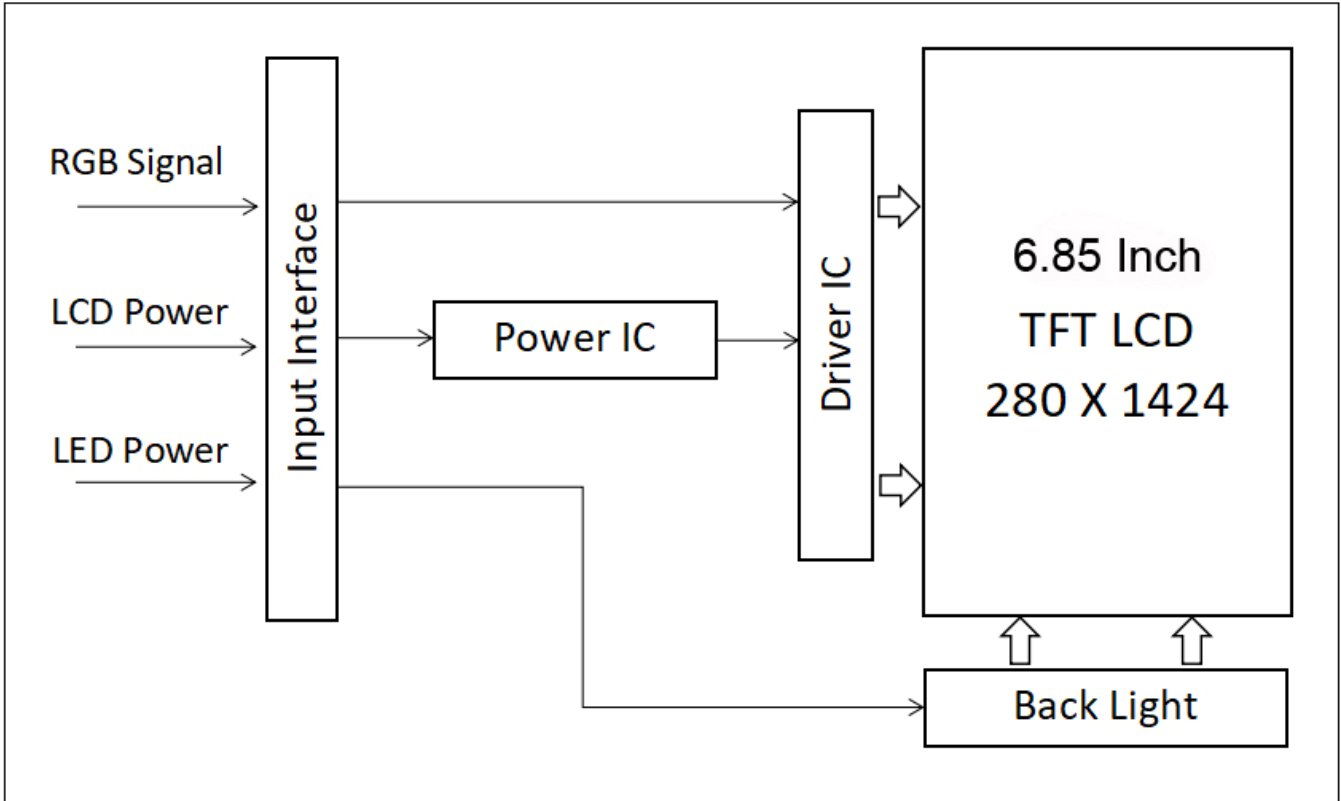 RGB Signal
LCD Power
LED Power
Input Interface
Power IC
Driver IC
6.85 Inch
TFT LCD
280 X 1424
Back Light